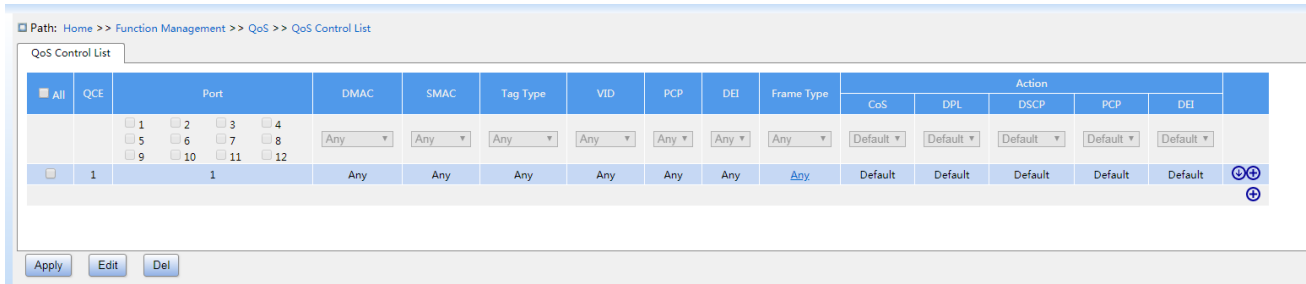 Path: Home >> Function Management >> QoS >> QoS Control List
QoS Control List
All QCE Port DMAC SMAC Tag Type VID PCP DEI Frame Type Action
CoS DPL DSCP PCP DEI
1 2 3 4
5 6 7 8
9 10 11 12
Any Any Any Any Any Any Any Default Default Default Default Default
1 1 Any Any Any Any Any Any Any Default Default Default Default Default
Apply Edit Del